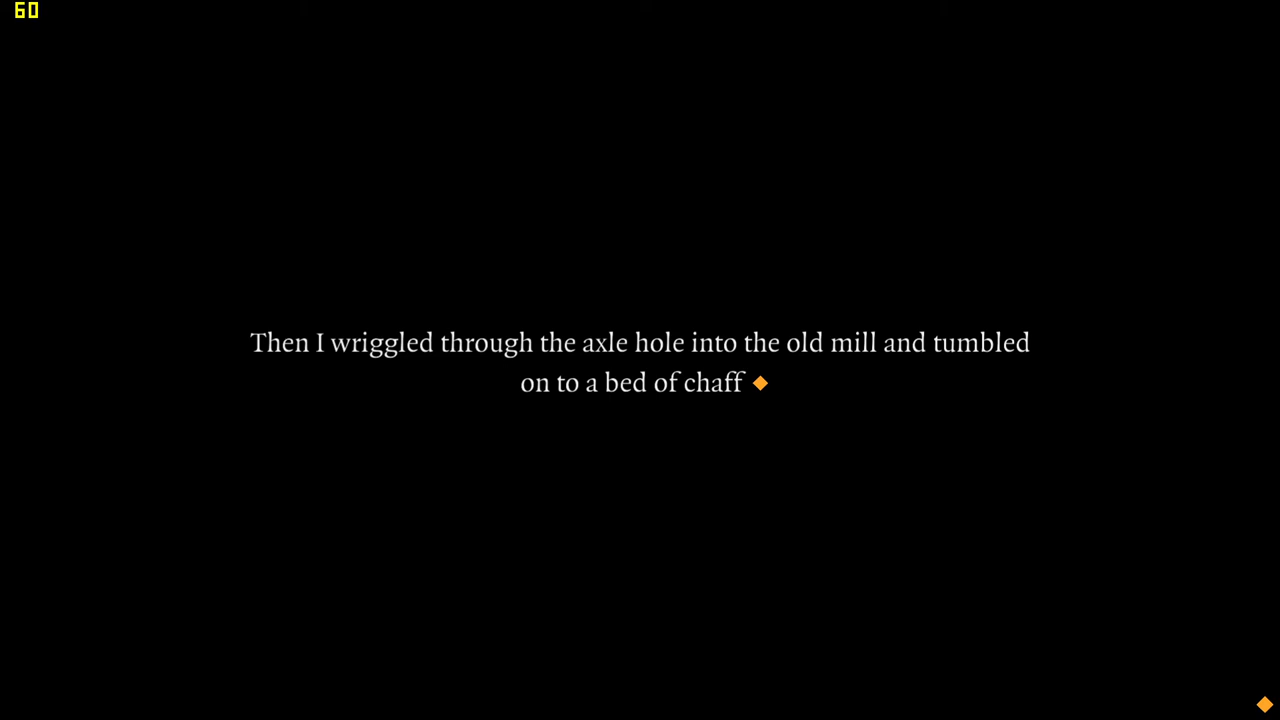 60
Then I wriggled through the axle hole into the old mill and tumbled
on to a bed of chaff